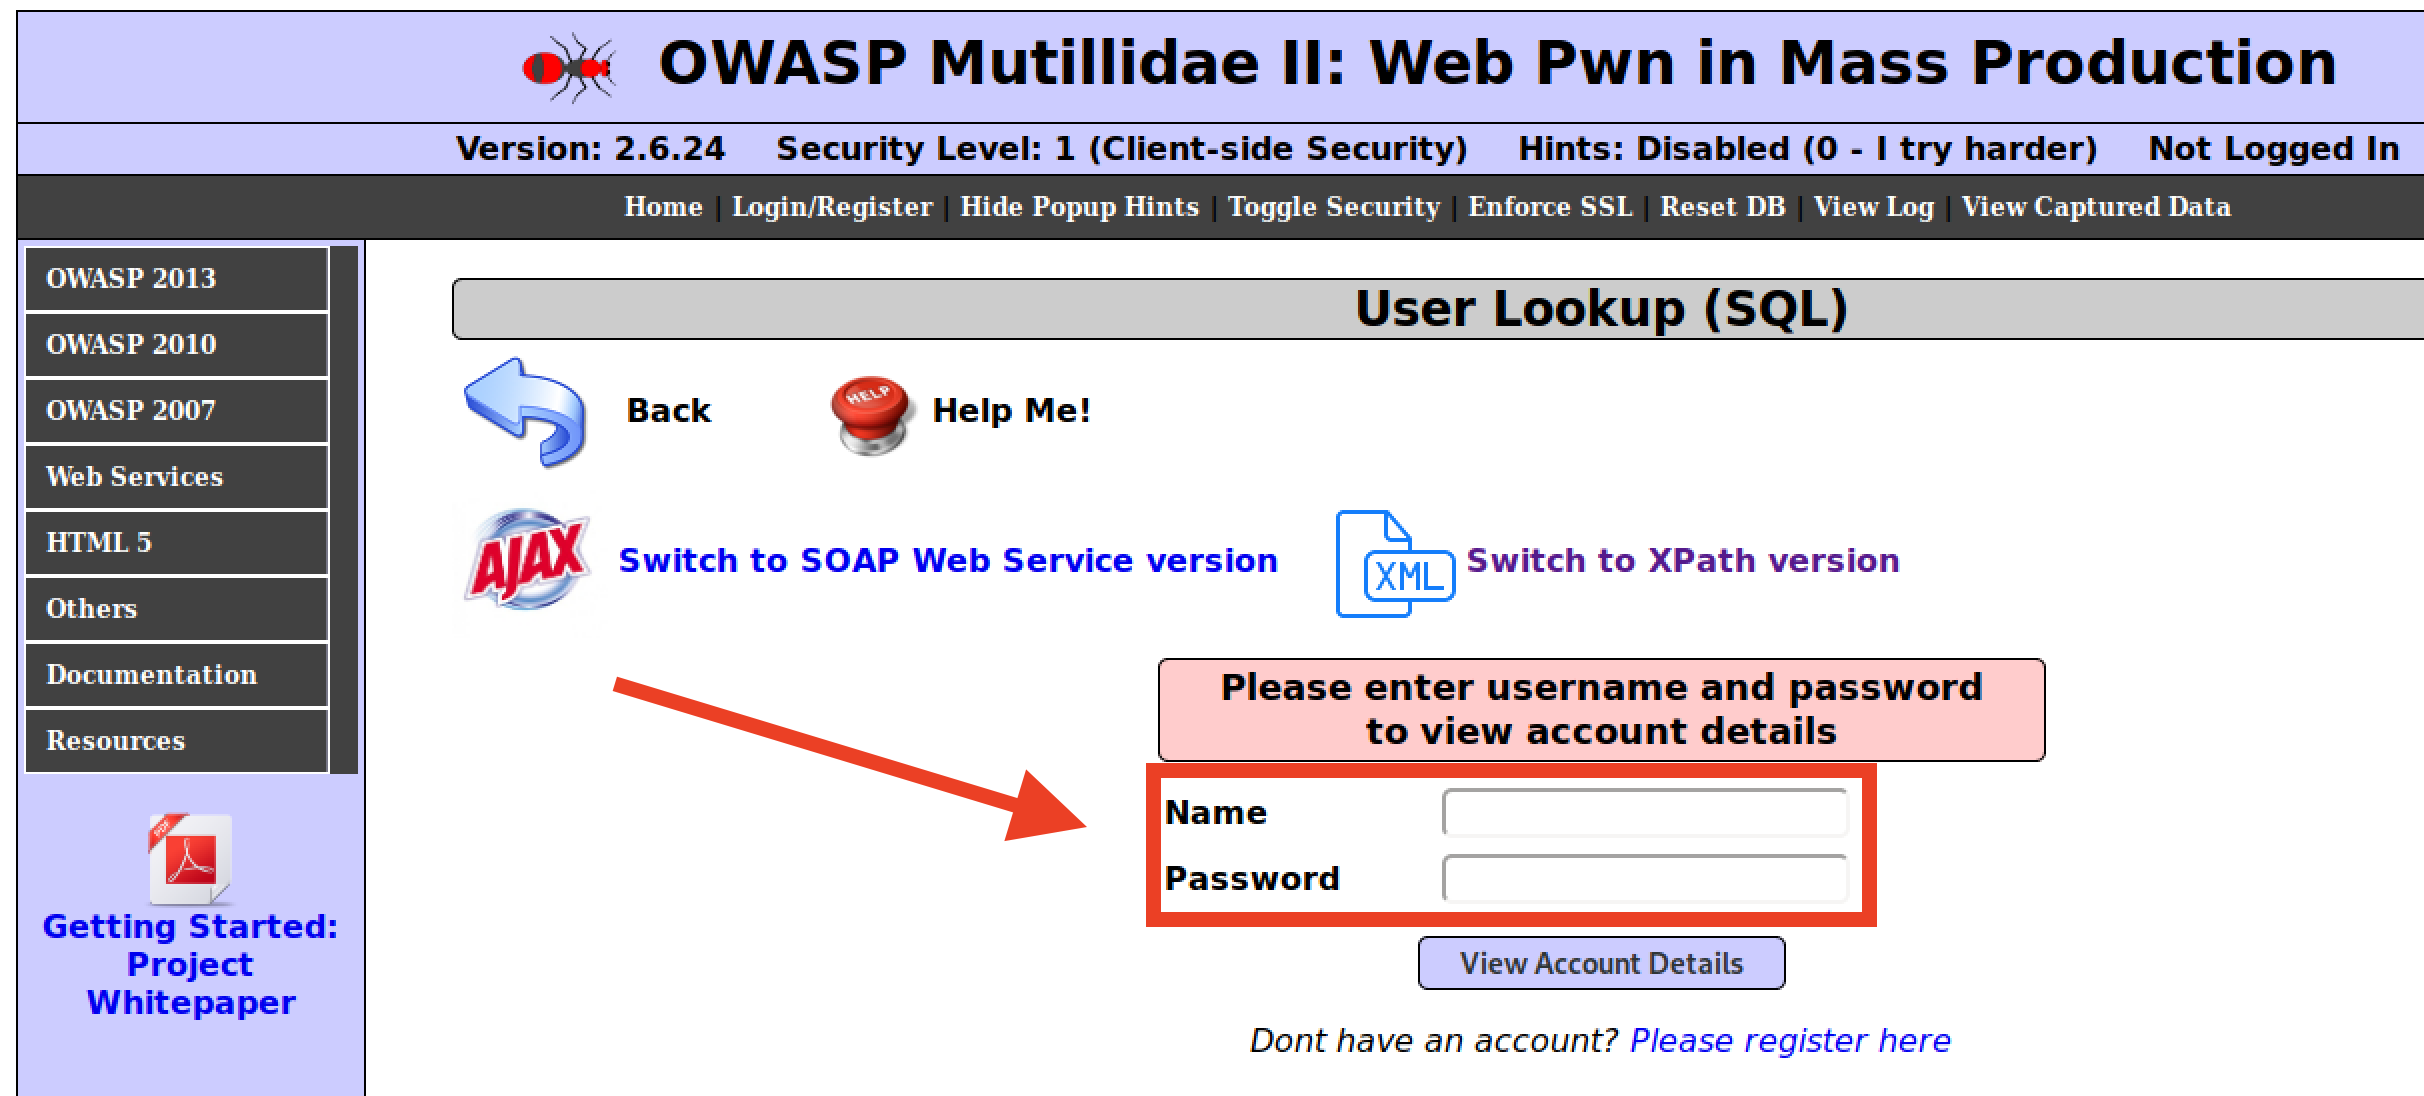 OWASP Mutillidae II: Web Pwn in Mass Production
Version: 2.6.24 Security Level: 1 (Client-side Security) Hints: Disabled (0 - I try harder) Not Logged In
Home | Login/Register | Hide Popup Hints | Toggle Security | Enforce SSL | Reset DB | View Log | View Captured Data
OWASP 2013
OWASP 2010
OWASP 2007
Web Services
HTML 5
Others
Documentation
Resources
PDF
Getting Started:
Project
Whitepaper
User Lookup (SQL)
Back
HELP
Help Me!
AJAX
Switch to SOAP Web Service version
XML
Switch to XPath version
Please enter username and password
to view account details
Name
Password
View Account Details
Dont have an account? Please register here